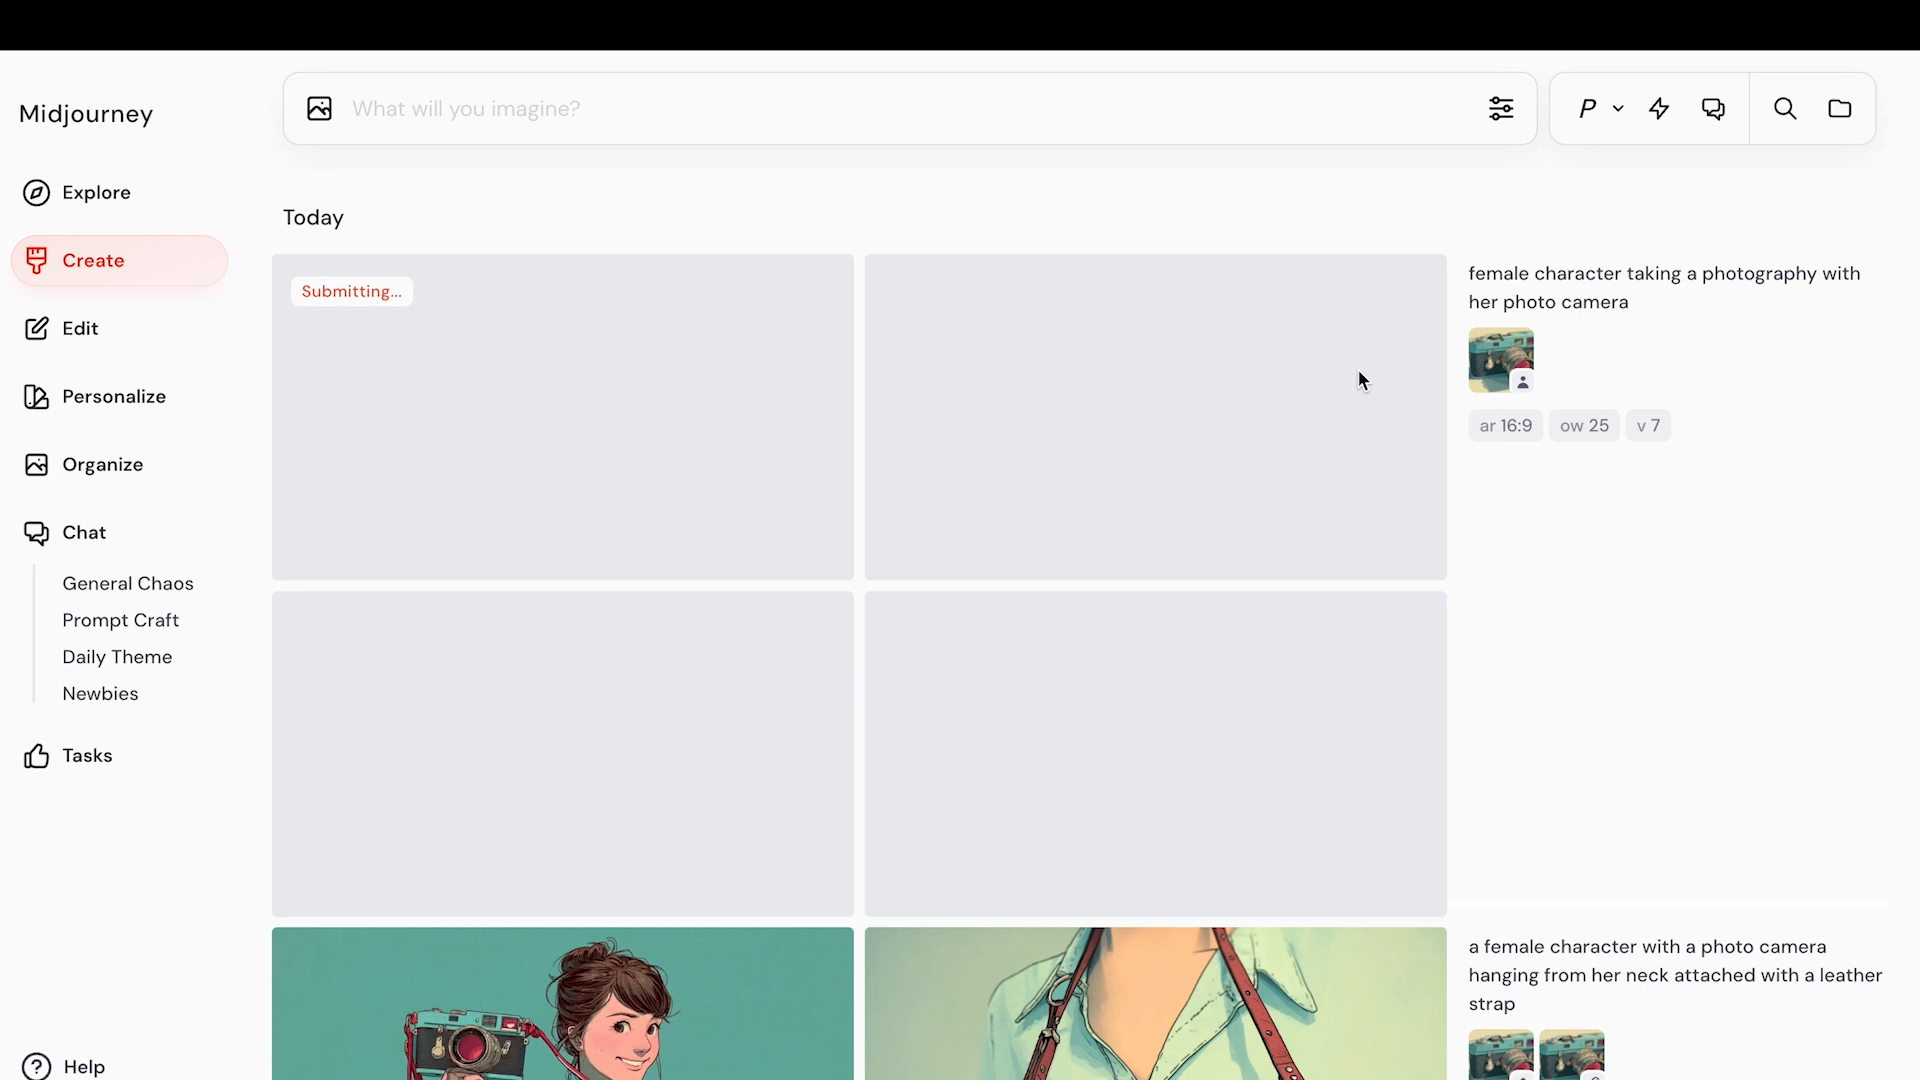 Midjourney
What will you imagine?
P
Explore
Create
Edit
Personalize
Organize
Chat
General Chaos
Prompt Craft
Daily Theme
Newbies
Tasks
Help
Today
Submitting...
female character taking a photography with
her photo camera
ar 16:9 ow 25 v 7
a female character with a photo camera
hanging from her neck attached with a leather
strap